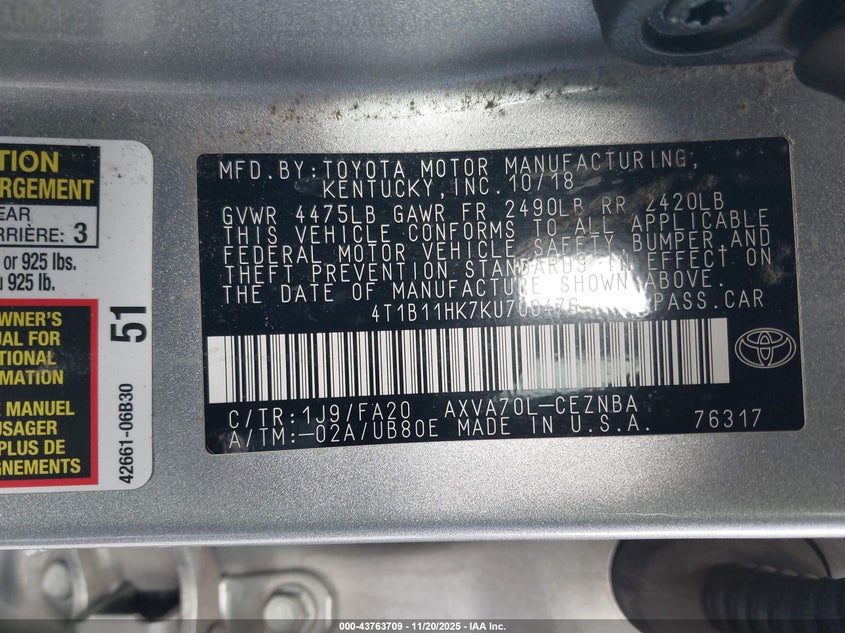 TION
ARGEMENT
EAR
ARRIÈRE: 3
or 925 lbs.
u 925 lb.
WNER'S
UAL FOR
TIONAL
RMATION
MANUEL
USAGER
PLUS DE
GNEMENTS
51
42661-06B30
MFD.BY:TOYOTA MOTOR MANUFACTURING,
KENTUCKY,INC.10/18
GVWR 4475LB GAWR FR 2490LB RR 2420LB
THIS VEHICLE CONFORMS TO ALL APPLICABLE
FEDERAL MOTOR VEHICLE SAFETY, BUMPER,AND
THEFT PREVENTION STANDARDS IN EFFECT ON
THE DATE OF MANUFACTURE SHOWN ABOVE.
PASS.CAR
C/TR:1J9/FA20 AXVA70L-CEZNBA
A/TM:-02A/UB80E MADE IN U.S.A. 76317
000-43763709 - 11/20/2025 - IAA Inc.